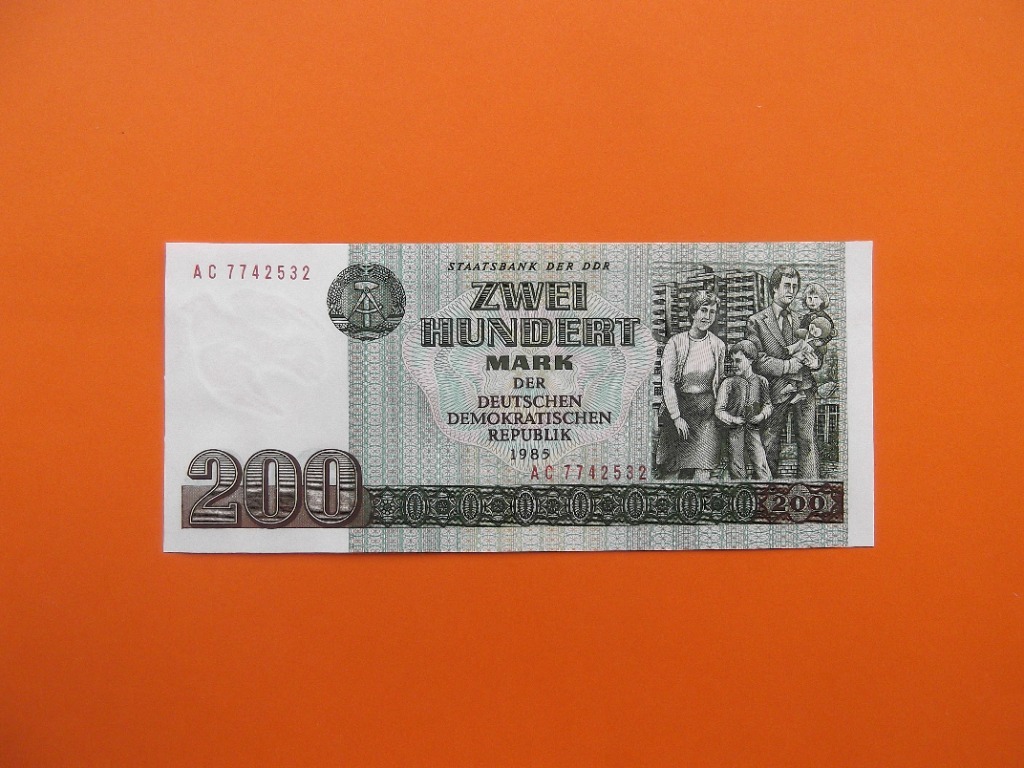 AC 7742532
STAATSBANK DER DDR
ZWEI
HUNDERT
MARK
DER
DEUTSCHEN
DEMOKRATISCHEN
REPUBLIK
1985
AC 7742532
200
200